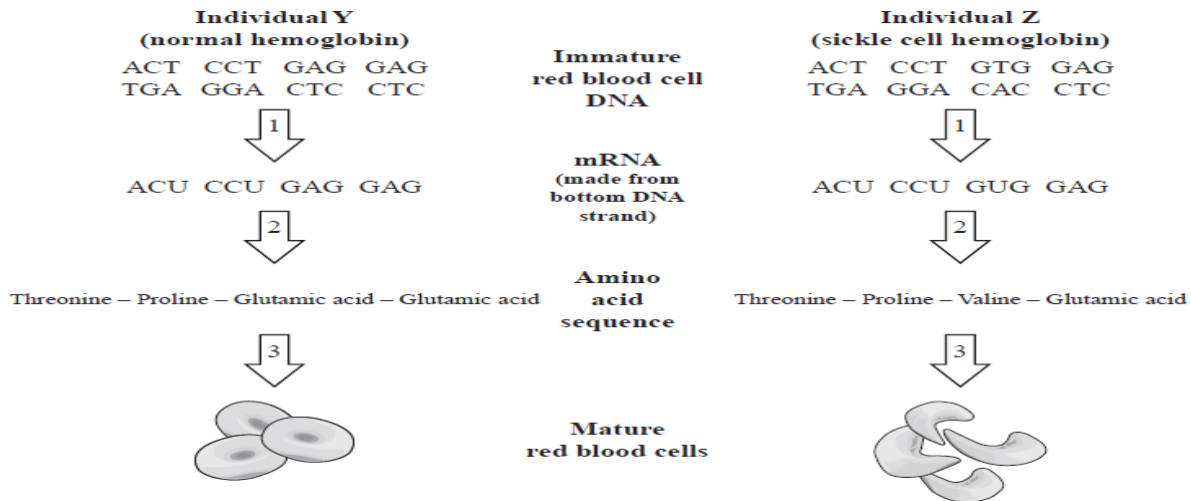 Individual Y
(normal hemoglobin)
ACT CCT GAG GAG
TGA GGA CTC CTC
1
ACU CCU GAG GAG
2
Threonine – Proline – Glutamic acid – Glutamic acid
3
Immature
red blood cell
DNA
mRNA
(made from
bottom DNA
strand)
Amino
acid
sequence
Mature
red blood cells
Individual Z
(sickle cell hemoglobin)
ACT CCT GTG GAG
TGA GGA CAC CTC
1
ACU CCU GUG GAG
2
Threonine – Proline – Valine – Glutamic acid
3